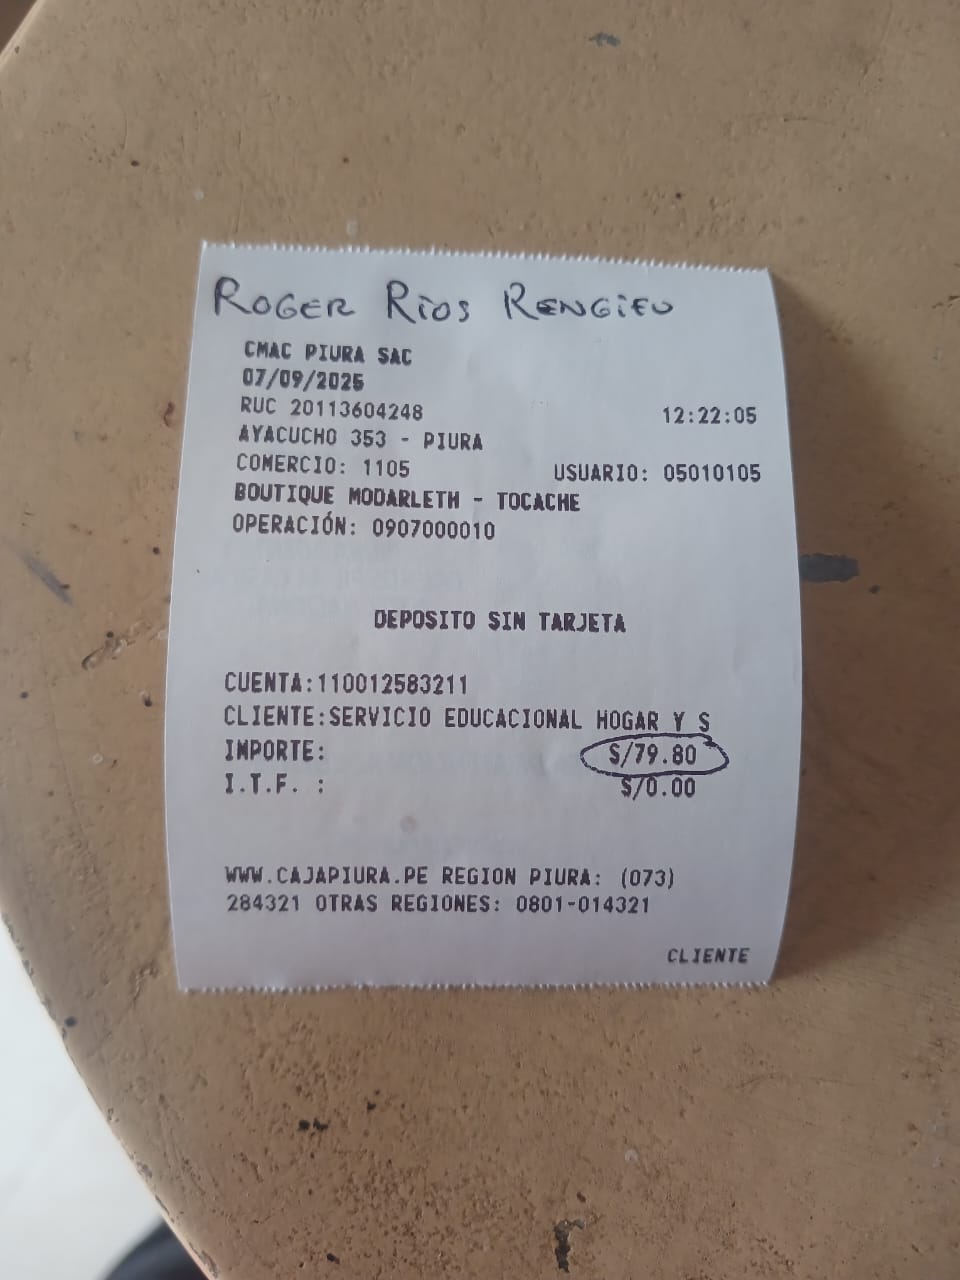 ROGER RÍOS RENGIFO
CMAC PIURA SAC
07/09/2025
RUC 20113604248 12:22:05
AYACUCHO 353 - PIURA
COMERCIO: 1105 USUARIO: 05010105
BOUTIQUE MODARLETH - TOCACHE
OPERACIÓN: 0907000010
DEPOSITO SIN TARJETA
CUENTA:110012583211
CLIENTE:SERVICIO EDUCACIONAL HOGAR Y S
IMPORTE: S/79.80
I.T.F. : S/0.00
WWW.CAJAPIURA.PE REGION PIURA: (073)
284321 OTRAS REGIONES: 0801-014321
CLIENTE